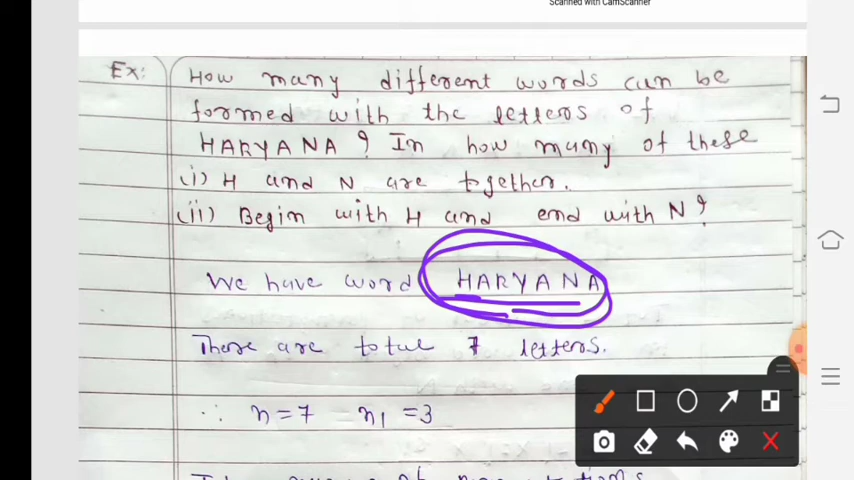 Scanned with CamScanner
Ex:
How many different words can be
formed with the letters of
HARYANA? In how many of these
(i) H and N are together.
(ii) Begin with H and end with N?
We have word HARYANA
There are total 7 letters.
∴ n=7 n₁=3